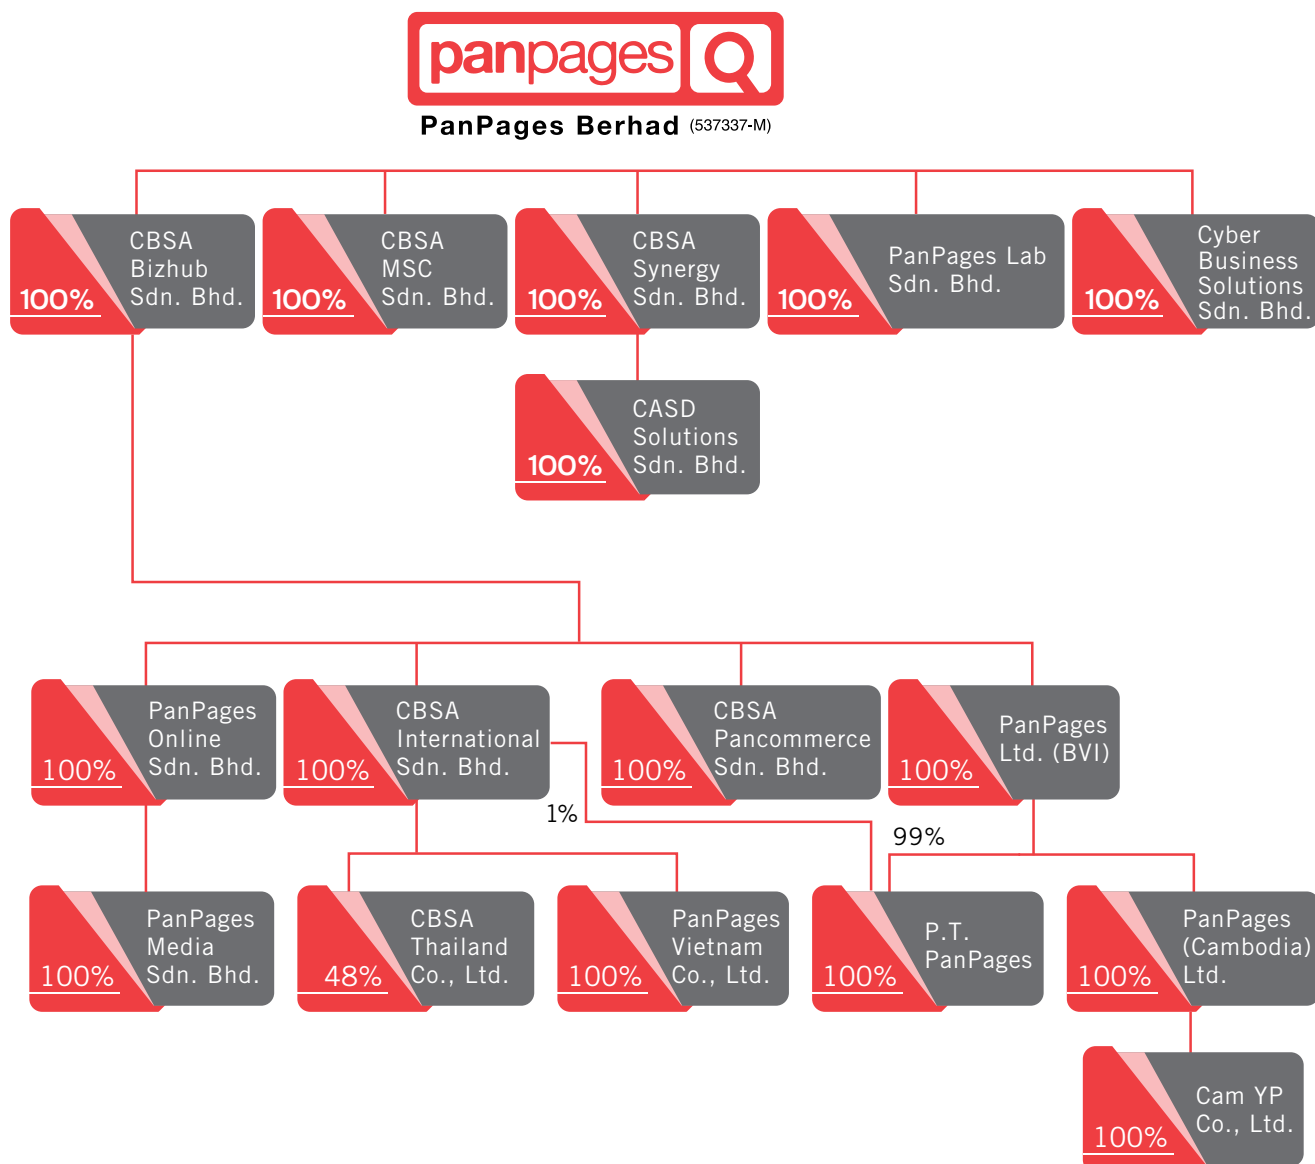 panpages
PanPages Berhad (537337-M)
100%
CBSA
Bizhub
Sdn. Bhd.
100%
CBSA
MSC
Sdn. Bhd.
100%
CBSA
Synergy
Sdn. Bhd.
100%
PanPages Lab
Sdn. Bhd.
100%
Cyber
Business
Solutions
Sdn. Bhd.
100%
CASD
Solutions
Sdn. Bhd.
100%
PanPages
Online
Sdn. Bhd.
100%
CBSA
International
Sdn. Bhd.
100%
CBSA
Pancommerce
Sdn. Bhd.
100%
PanPages
Ltd. (BVI)
1%
99%
100%
PanPages
Media
Sdn. Bhd.
48%
CBSA
Thailand
Co., Ltd.
100%
PanPages
Vietnam
Co., Ltd.
100%
P.T.
PanPages
100%
PanPages
(Cambodia)
Ltd.
100%
Cam YP
Co., Ltd.